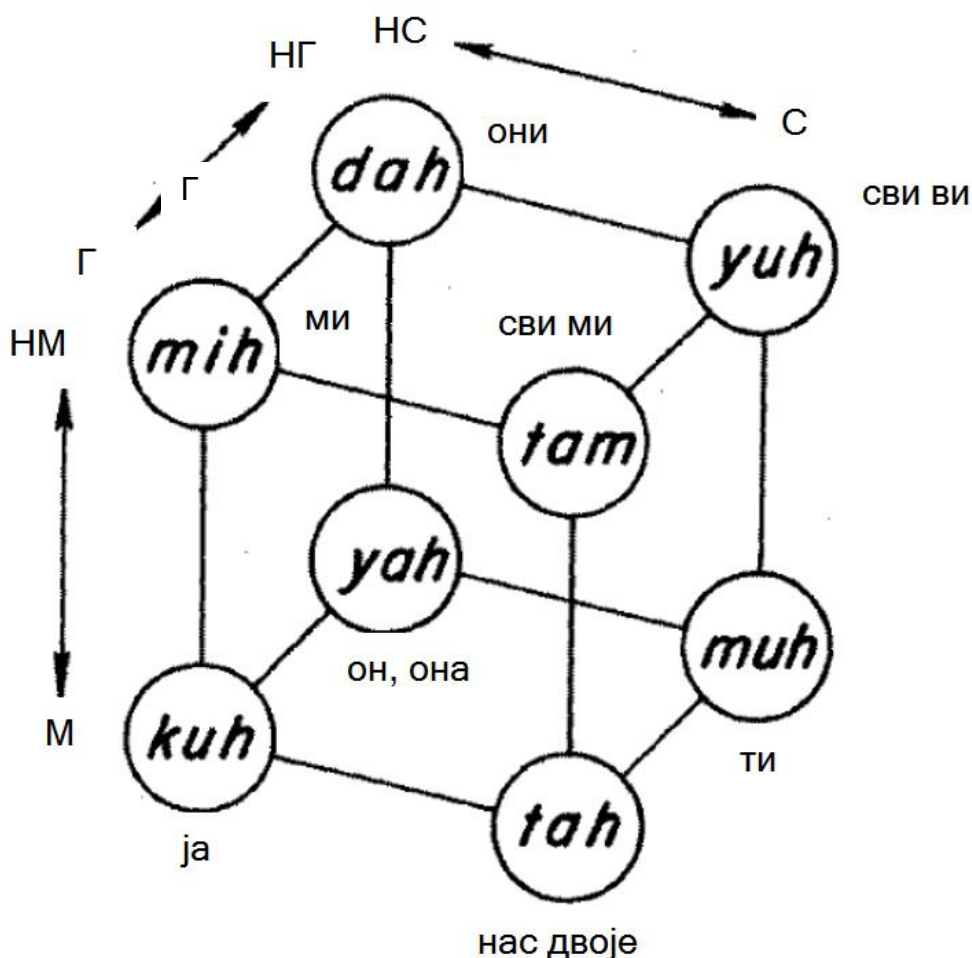 НС
НГ
С
они
dah
Г
сви ви
yuh
Г
ми
сви ми
НМ
mih
tam
yah
muh
он, она
М
kuh
ти
tah
ја
нас двоје